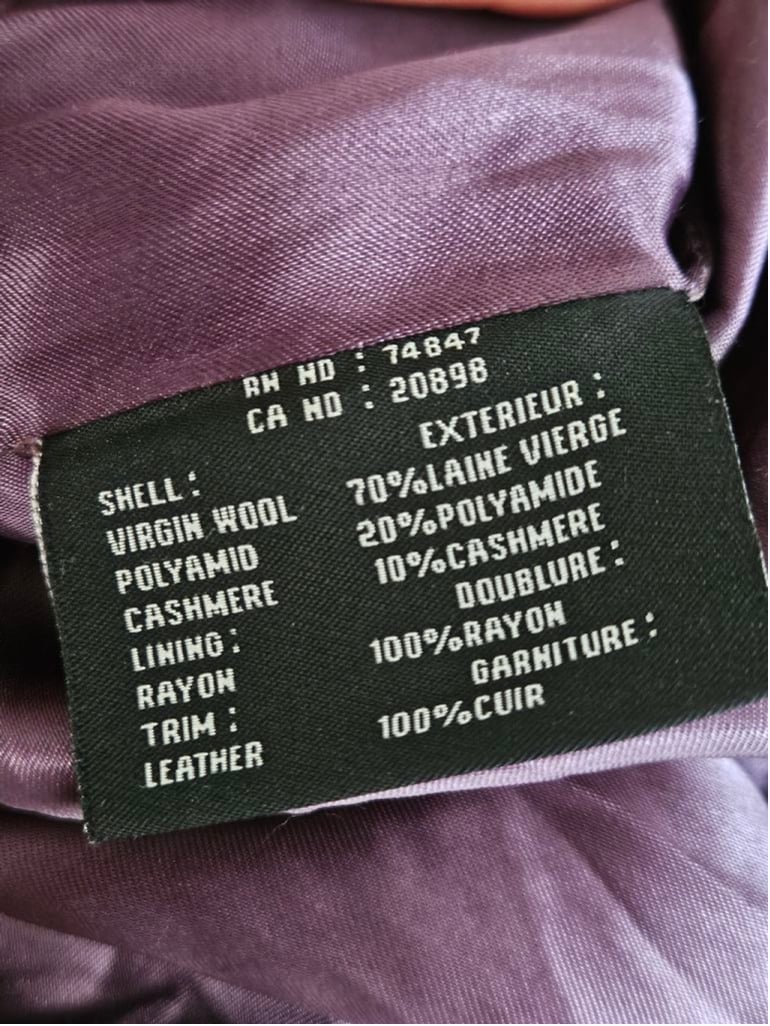 RN NO : 74847
CA NO : 20898
EXTERIEUR :
SHELL :
VIRGIN WOOL 70%LAINE VIERGE
POLYAMID 20%POLYAMIDE
CASHMERE 10%CASHMERE
LINING : DOUBLURE :
RAYON 100%RAYON
TRIM : GARNITURE :
LEATHER 100%CUIR